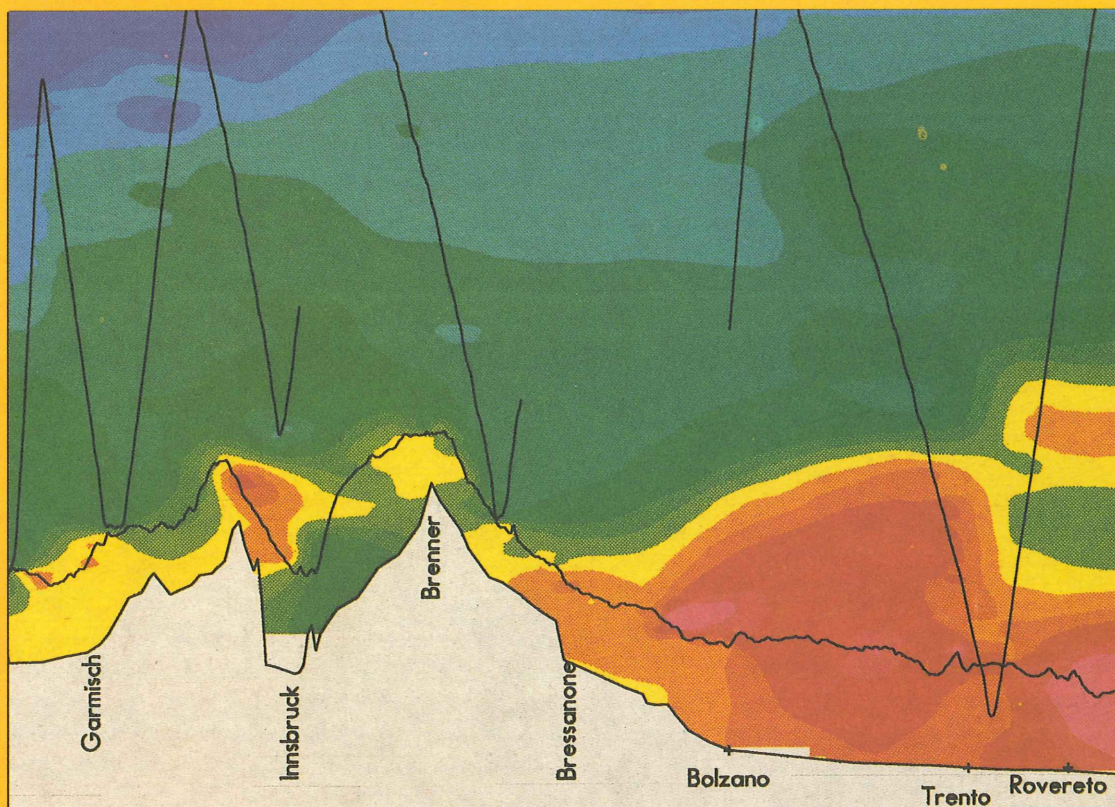 Garmisch
Innsbruck
Brenner
Bressanone
Bolzano
Trento
Rovereto